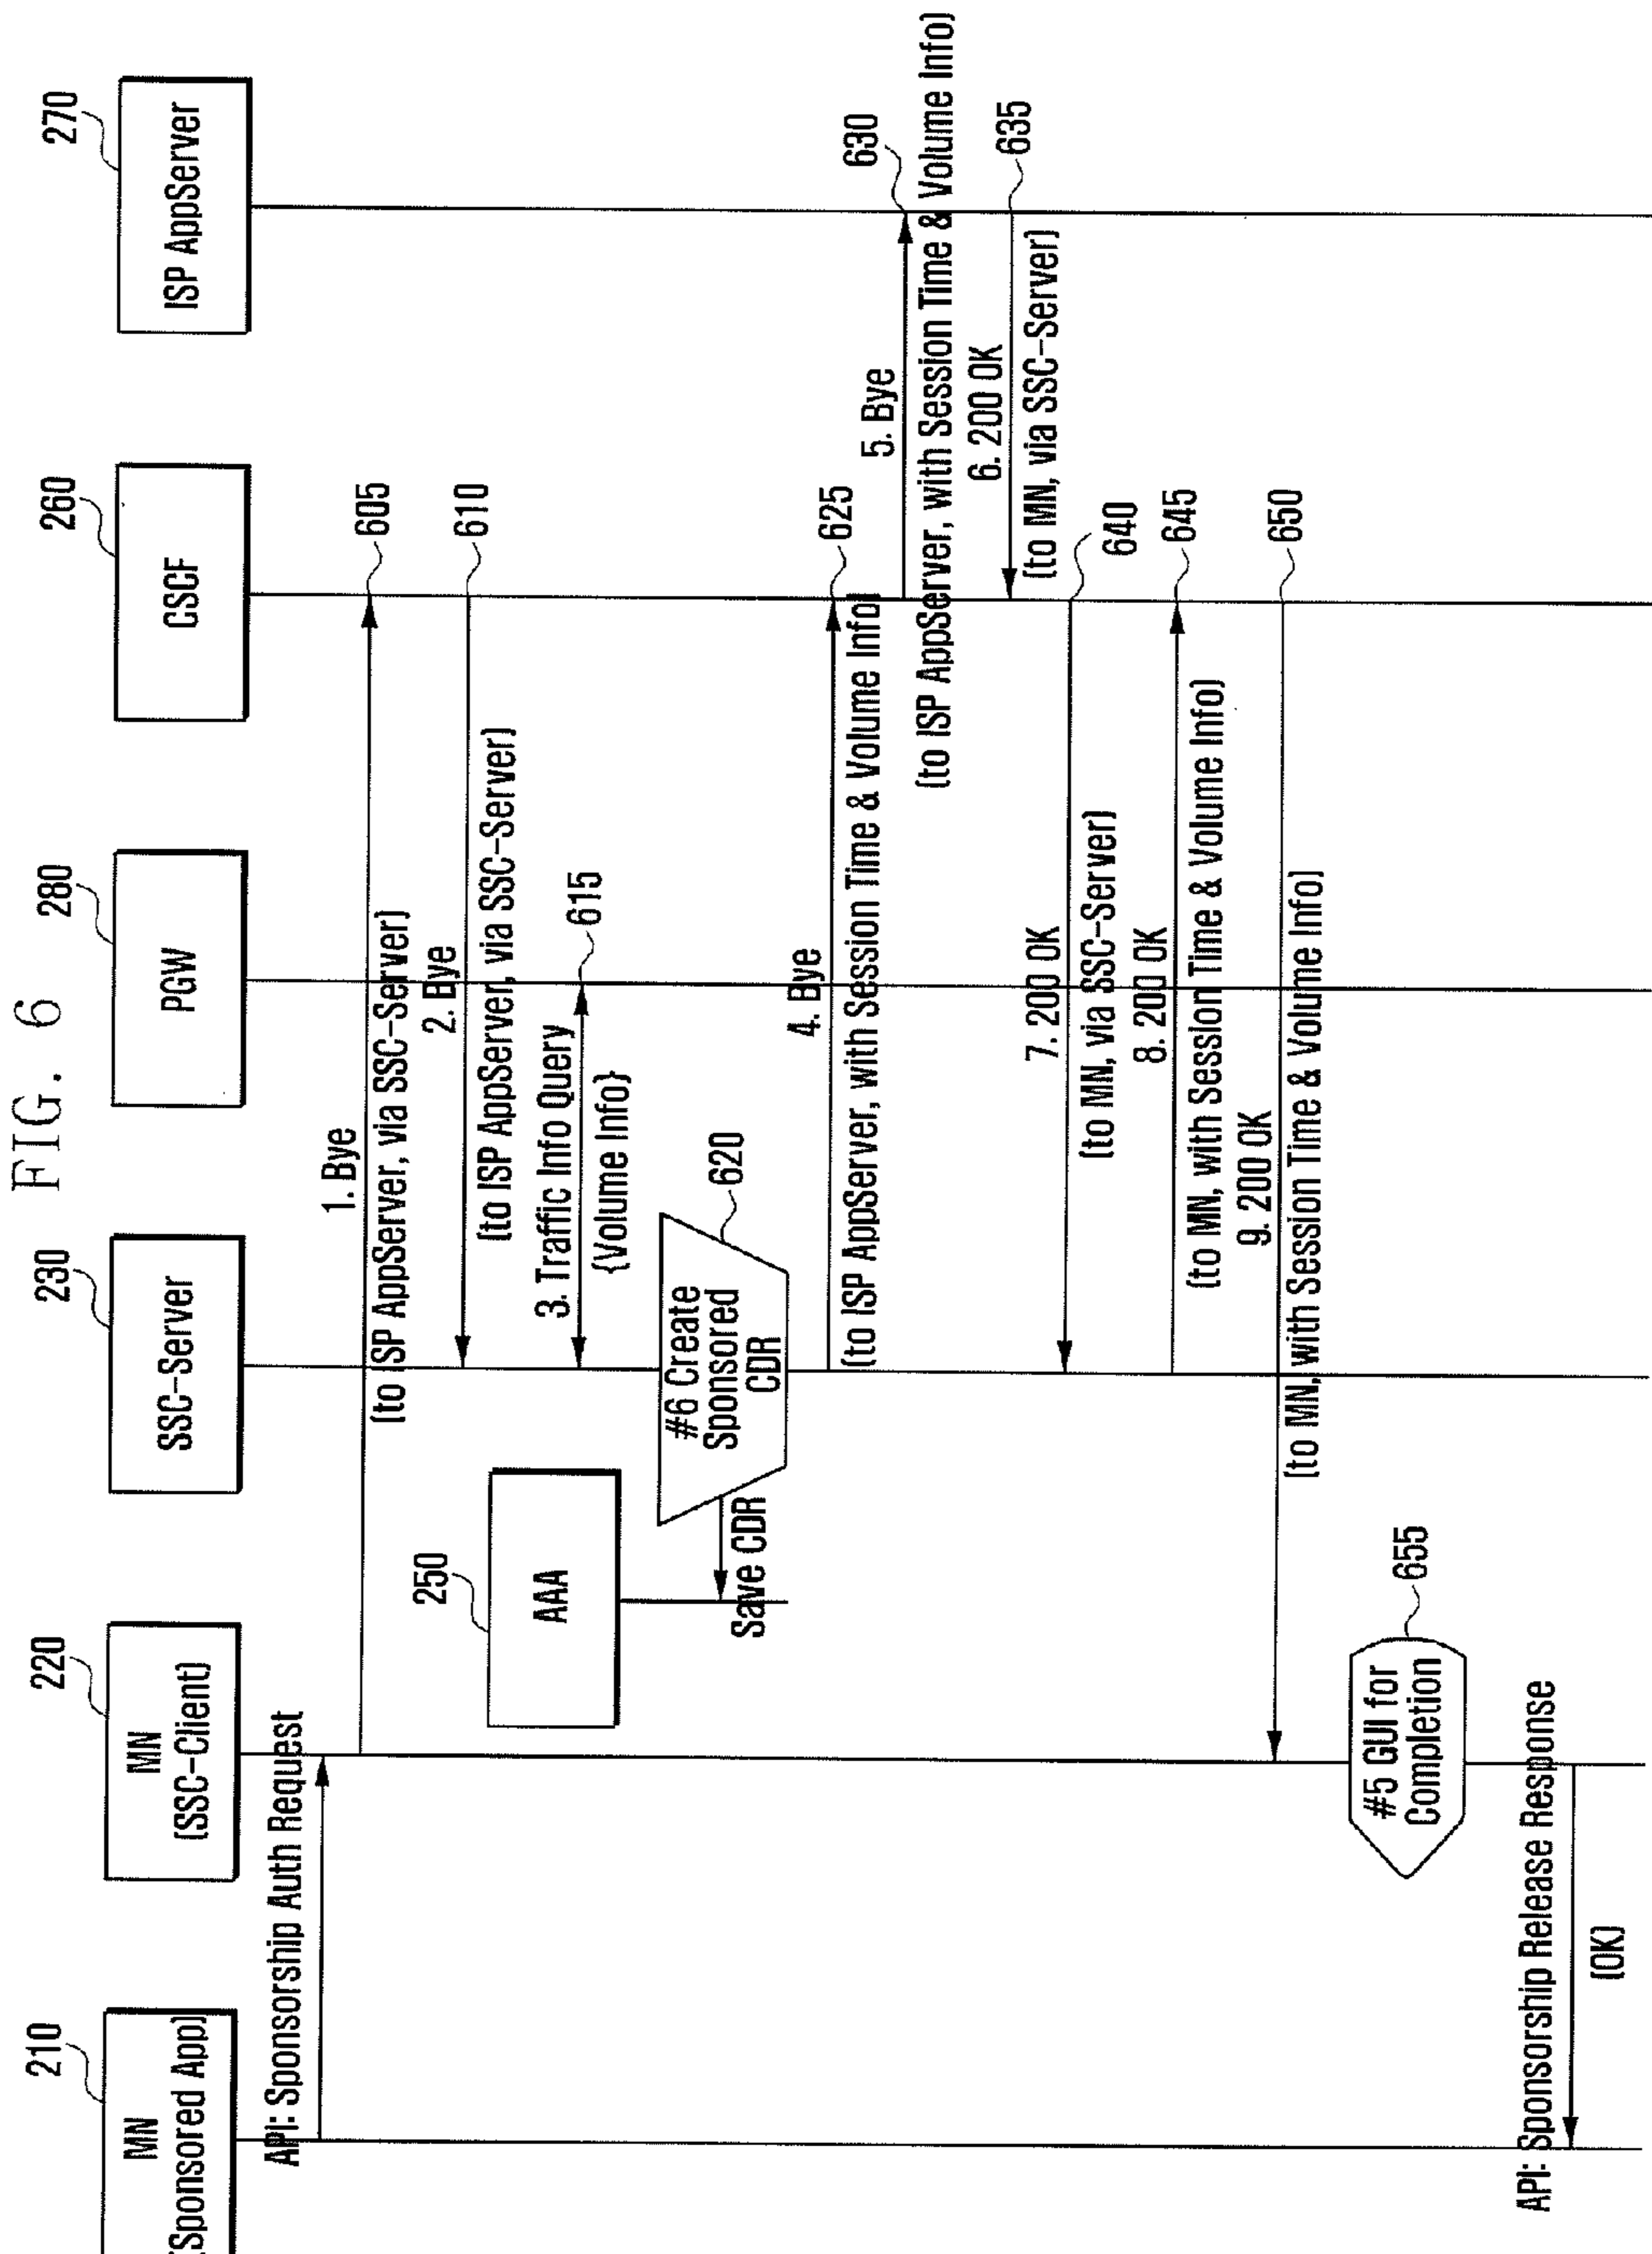 FIG. 6
210
MN
(Sponsored App)
220
MN
(SSC-Client)
230
SSC-Server
280
PGW
260
CSCF
270
ISP AppServer
API: Sponsorship Auth Request
1. Bye
605
(to ISP AppServer, via SSC-Server)
2. Bye
610
(to ISP AppServer, via SSC-Server)
250
AAA
3. Traffic Info Query
615
{Volume Info}
#6 Create
Sponsored
CDR
620
Save CDR
4. Bye
625
(to ISP AppServer, with Session Time & Volume Info)
5. Bye
630
(to ISP AppServer, with Session Time & Volume Info)
6. 200 OK
635
(to MN, via SSC-Server)
7. 200 OK
640
(to MN, via SSC-Server)
8. 200 OK
645
(to MN, with Session Time & Volume Info)
9. 200 OK
650
(to MN, with Session Time & Volume Info)
#5 GUI for
Completion
655
API: Sponsorship Release Response
(OK)